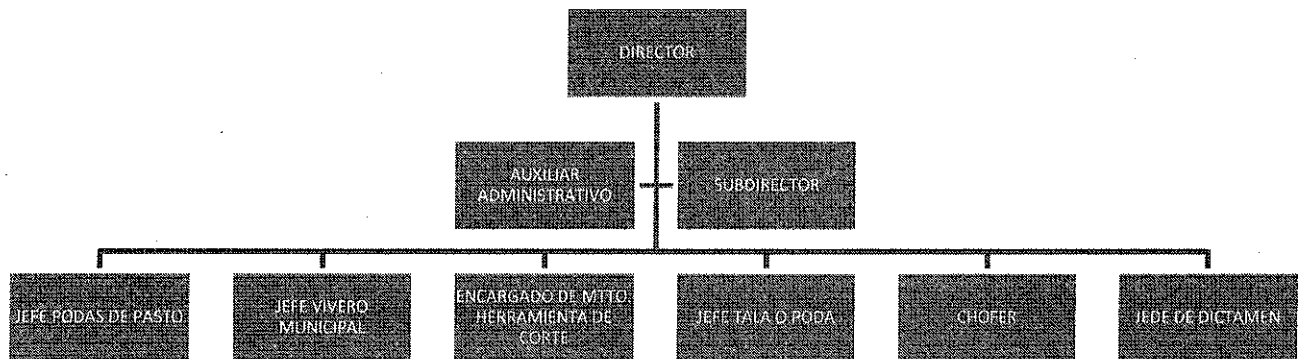 DIRECTOR
AUXILIAR
ADMINISTRATIVO
SUBDIRECTOR
JEFE PODAS DE PASTO
JEFE VIVERO
MUNICIPAL
ENCARGADO DE MTTO.
HERRAMIENTA DE
CORTE
JEFE TALA O PODA
CHOFER
JEDE DE DICTAMEN